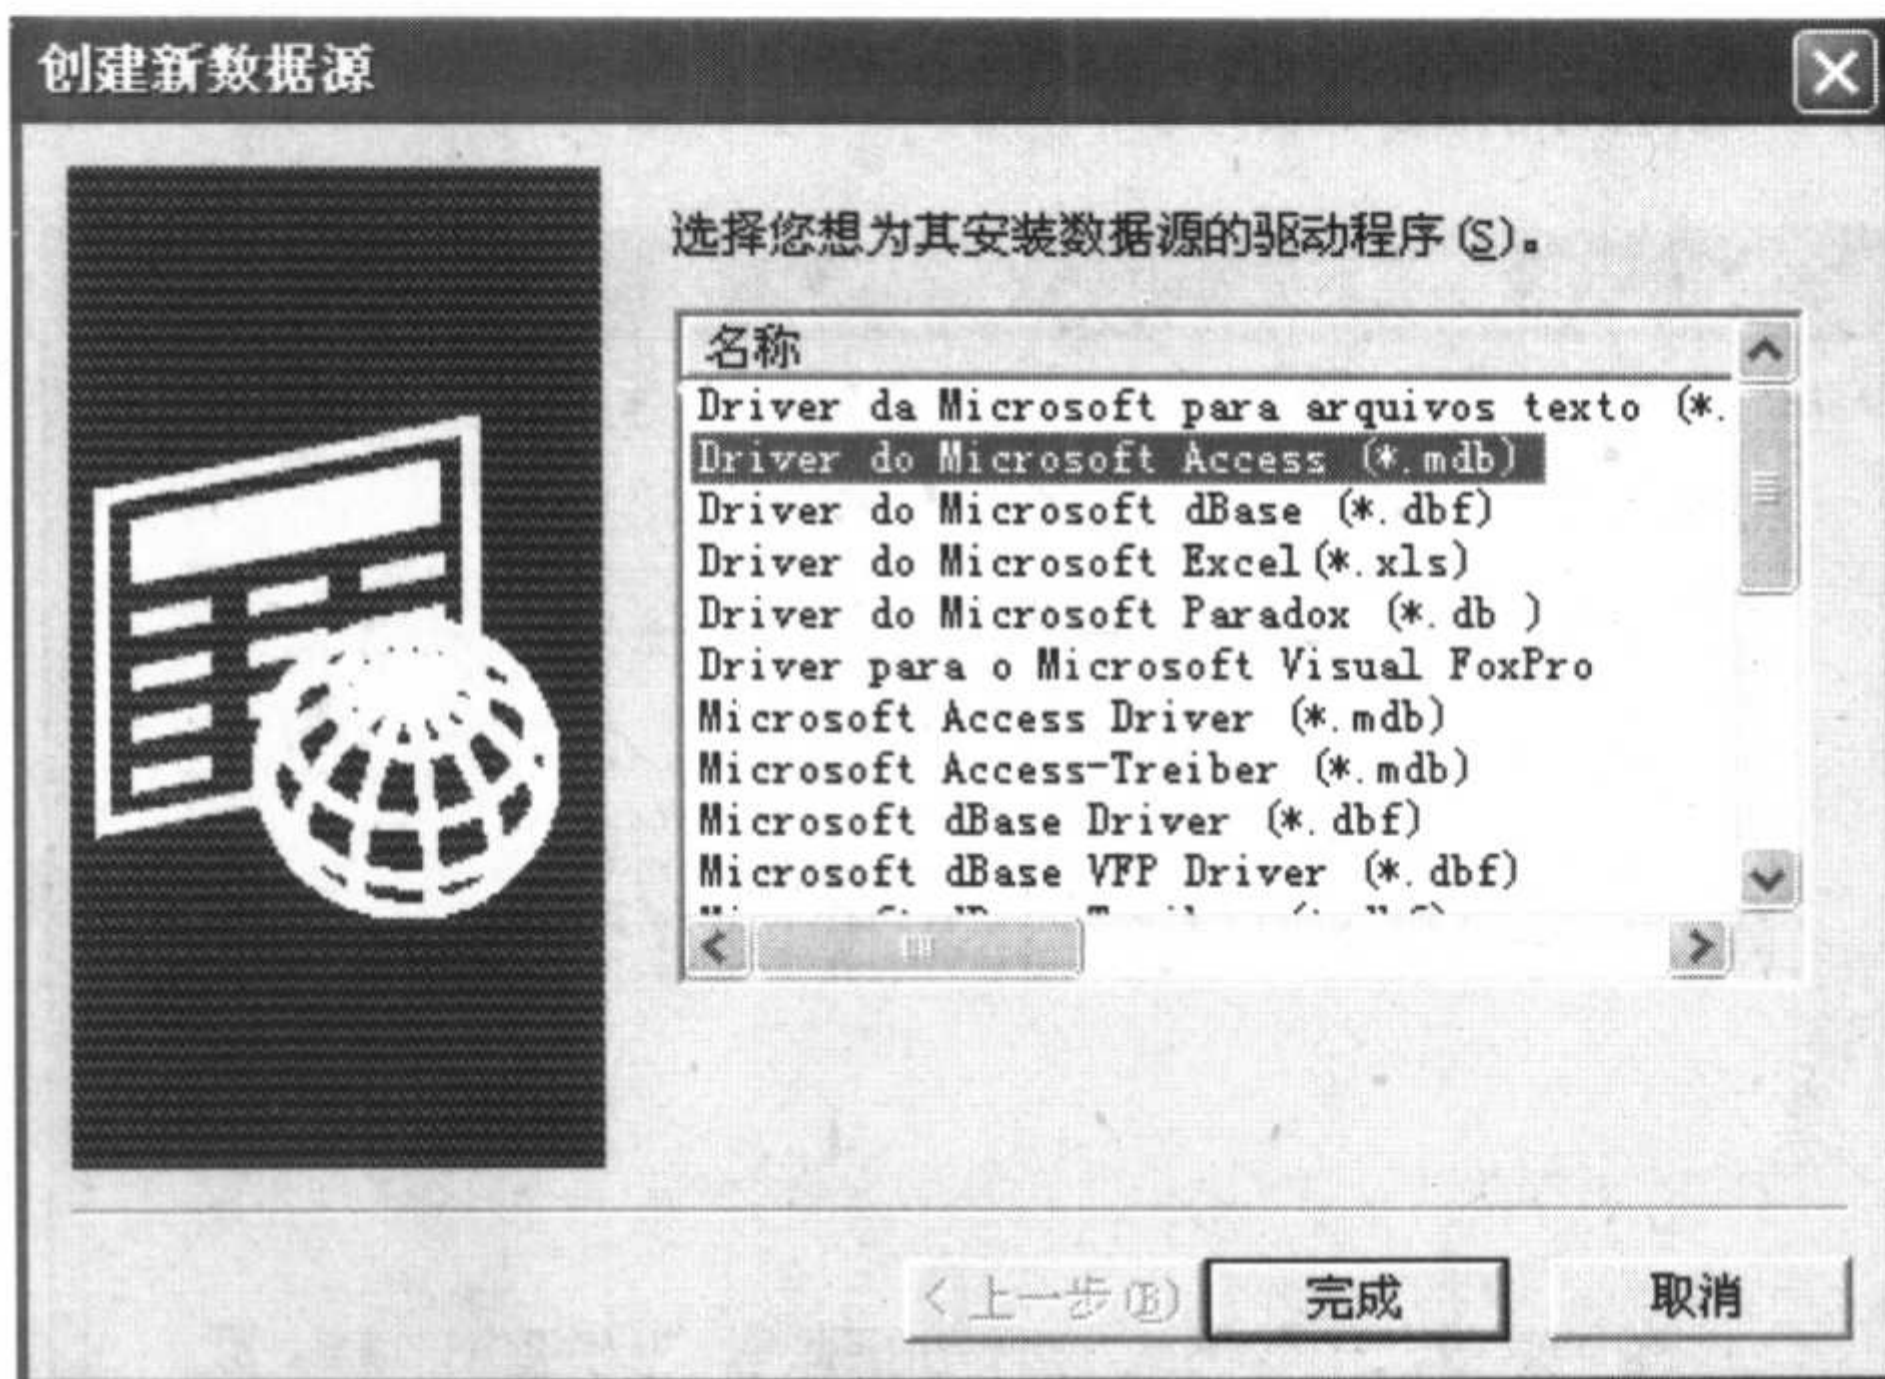 创建新数据源
选择您想为其安装数据源的驱动程序(S)。
名称
Driver da Microsoft para arquivos texto (*.
Driver do Microsoft Access (*.mdb)
Driver do Microsoft dBase (*.dbf)
Driver do Microsoft Excel(*.xls)
Driver do Microsoft Paradox (*.db )
Driver para o Microsoft Visual FoxPro
Microsoft Access Driver (*.mdb)
Microsoft Access-Treiber (*.mdb)
Microsoft dBase Driver (*.dbf)
Microsoft dBase VFP Driver (*.dbf)
<上一步(B)
完成
取消